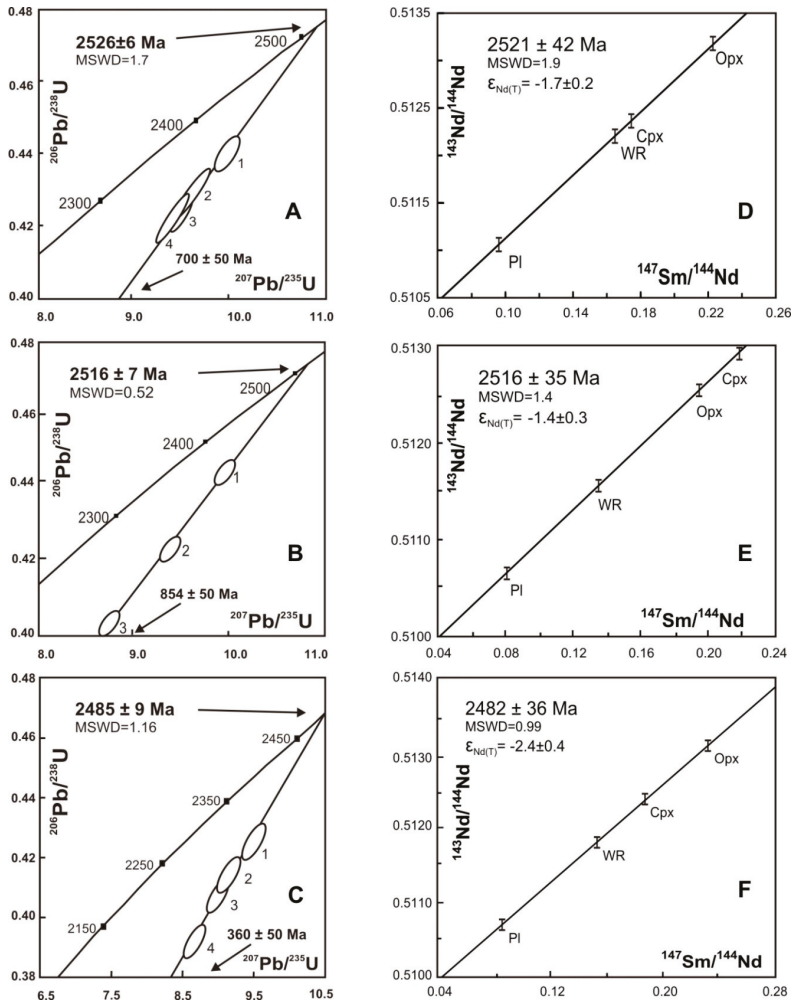 0.48
0.46
0.44
0.42
0.40
8.0 9.0 10.0 11.0
²⁰⁶Pb/²³⁸U
²⁰⁷Pb/²³⁵U
2526±6 Ma
MSWD=1.7
2500
2400
2300
1
2
3
4
A
700 ± 50 Ma
0.5135
0.5125
0.5115
0.5105
0.06 0.10 0.14 0.18 0.22 0.26
¹⁴³Nd/¹⁴⁴Nd
¹⁴⁷Sm/¹⁴⁴Nd
2521 ± 42 Ma
MSWD=1.9
εNd(T)= -1.7±0.2
Opx
Cpx
WR
Pl
D
0.48
0.46
0.44
0.42
0.40
8.0 9.0 10.0 11.0
²⁰⁶Pb/²³⁸U
²⁰⁷Pb/²³⁵U
2516 ± 7 Ma
MSWD=0.52
2500
2400
2300
1
2
3
B
854 ± 50 Ma
0.5130
0.5120
0.5110
0.5100
0.04 0.08 0.12 0.16 0.20 0.24
¹⁴³Nd/¹⁴⁴Nd
¹⁴⁷Sm/¹⁴⁴Nd
2516 ± 35 Ma
MSWD=1.4
εNd(T)= -1.4±0.3
Cpx
Opx
WR
Pl
E
0.48
0.46
0.44
0.42
0.40
0.38
6.5 7.5 8.5 9.5 10.5
²⁰⁶Pb/²³⁸U
²⁰⁷Pb/²³⁵U
2485 ± 9 Ma
MSWD=1.16
2450
2350
2250
2150
1
2
3
4
C
360 ± 50 Ma
0.5140
0.5130
0.5120
0.5110
0.5100
0.04 0.12 0.20 0.28
¹⁴³Nd/¹⁴⁴Nd
¹⁴⁷Sm/¹⁴⁴Nd
2482 ± 36 Ma
MSWD=0.99
εNd(T)= -2.4±0.4
Opx
Cpx
WR
Pl
F